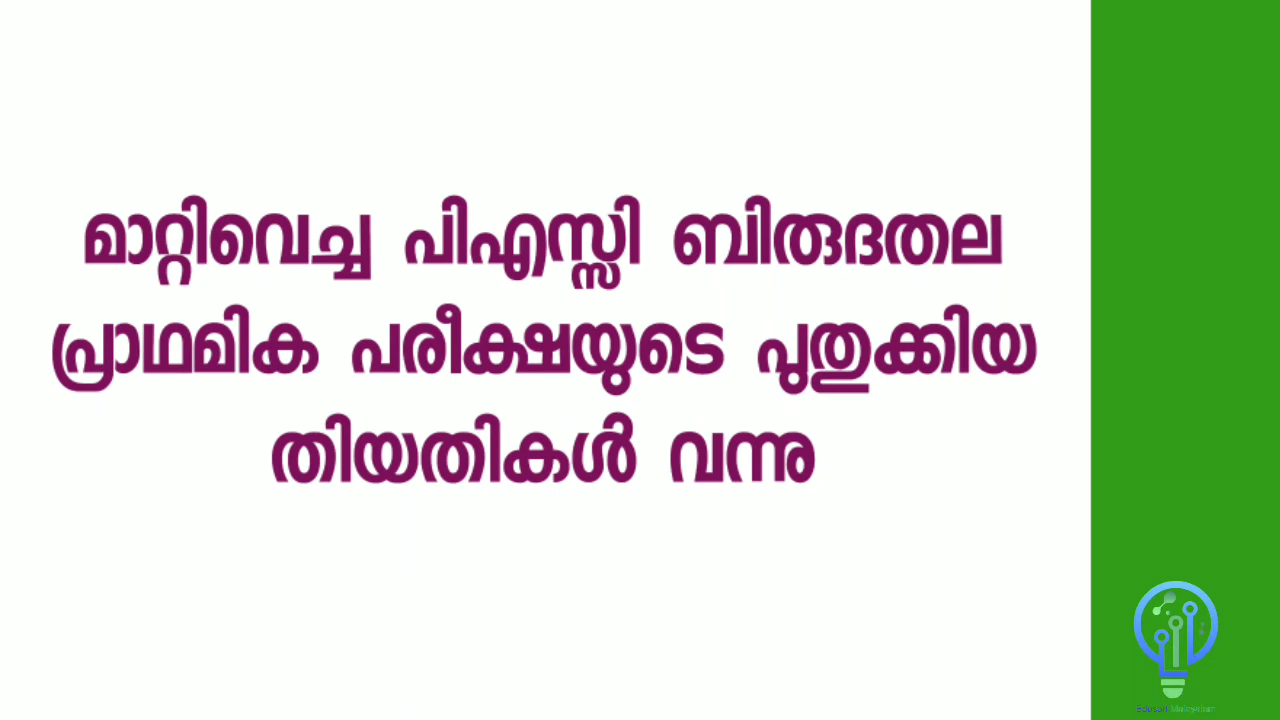 മാറ്റിവെച്ച പിഎസ്സി ബിരുദതല
പ്രാഥമിക പരീക്ഷയുടെ പുതുക്കിയ
തിയതികൾ വന്നു